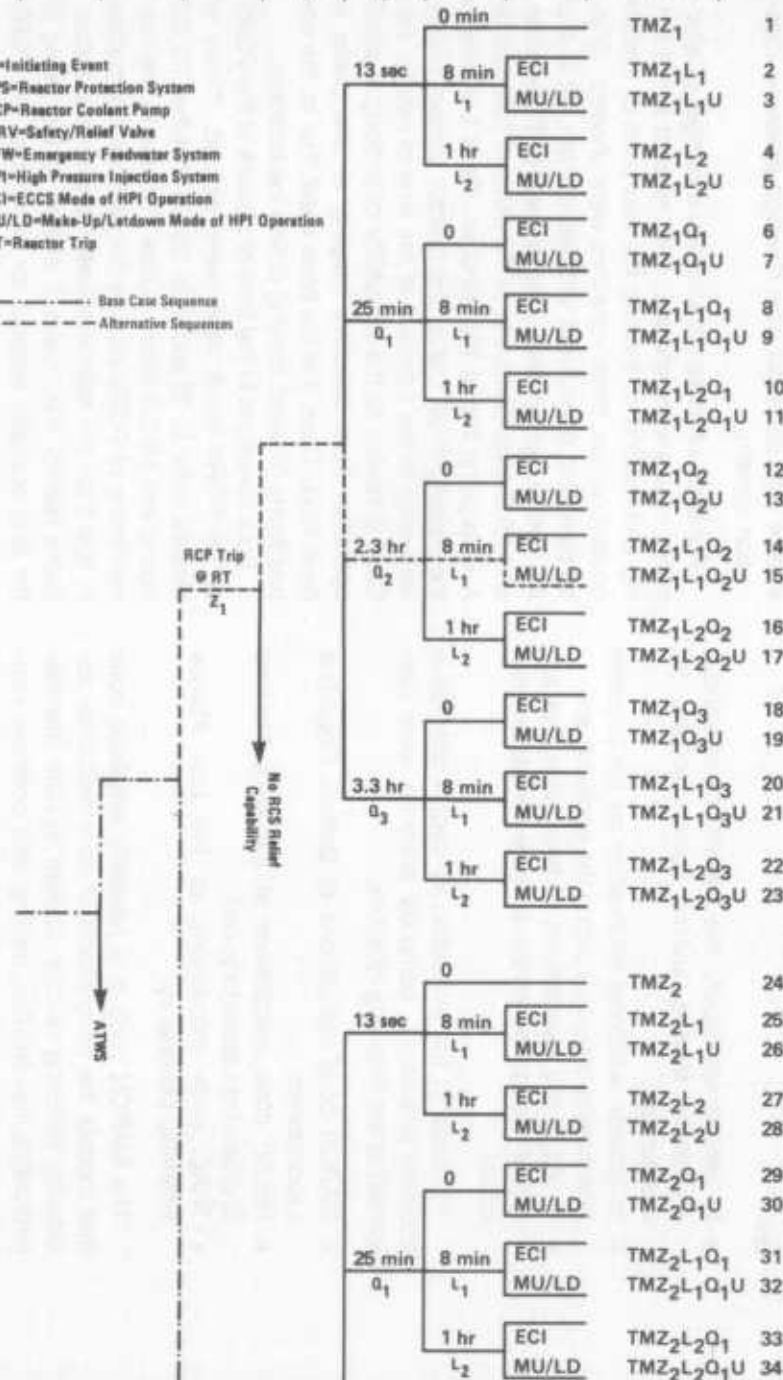 =Initiating Event
PS=Reactor Protection System
CP=Reactor Coolant Pump
RV=Safety/Relief Valve
FW=Emergency Feedwater System
PI=High Pressure Injection System
CI=ECCS Mode of HPI Operation
U/LD=Make-Up/Letdown Mode of HPI Operation
T=Reactor Trip
Base Case Sequence
Alternative Sequences
ATWS
RCP Trip
@ RT
Z₁
No RCS Relief
Capability
13 sec
0 min
TMZ₁ 1
8 min
L₁
ECI TMZ₁L₁ 2
MU/LD TMZ₁L₁U 3
1 hr
L₂
ECI TMZ₁L₂ 4
MU/LD TMZ₁L₂U 5
25 min
Q₁
0
ECI TMZ₁Q₁ 6
MU/LD TMZ₁Q₁U 7
8 min
L₁
ECI TMZ₁L₁Q₁ 8
MU/LD TMZ₁L₁Q₁U 9
1 hr
L₂
ECI TMZ₁L₂Q₁ 10
MU/LD TMZ₁L₂Q₁U 11
2.3 hr
Q₂
0
ECI TMZ₁Q₂ 12
MU/LD TMZ₁Q₂U 13
8 min
L₁
ECI TMZ₁L₁Q₂ 14
MU/LD TMZ₁L₁Q₂U 15
1 hr
L₂
ECI TMZ₁L₂Q₂ 16
MU/LD TMZ₁L₂Q₂U 17
3.3 hr
Q₃
0
ECI TMZ₁Q₃ 18
MU/LD TMZ₁Q₃U 19
8 min
L₁
ECI TMZ₁L₁Q₃ 20
MU/LD TMZ₁L₁Q₃U 21
1 hr
L₂
ECI TMZ₁L₂Q₃ 22
MU/LD TMZ₁L₂Q₃U 23
13 sec
0
TMZ₂ 24
8 min
L₁
ECI TMZ₂L₁ 25
MU/LD TMZ₂L₁U 26
1 hr
L₂
ECI TMZ₂L₂ 27
MU/LD TMZ₂L₂U 28
25 min
Q₁
0
ECI TMZ₂Q₁ 29
MU/LD TMZ₂Q₁U 30
8 min
L₁
ECI TMZ₂L₁Q₁ 31
MU/LD TMZ₂L₁Q₁U 32
1 hr
L₂
ECI TMZ₂L₂Q₁ 33
MU/LD TMZ₂L₂Q₁U 34